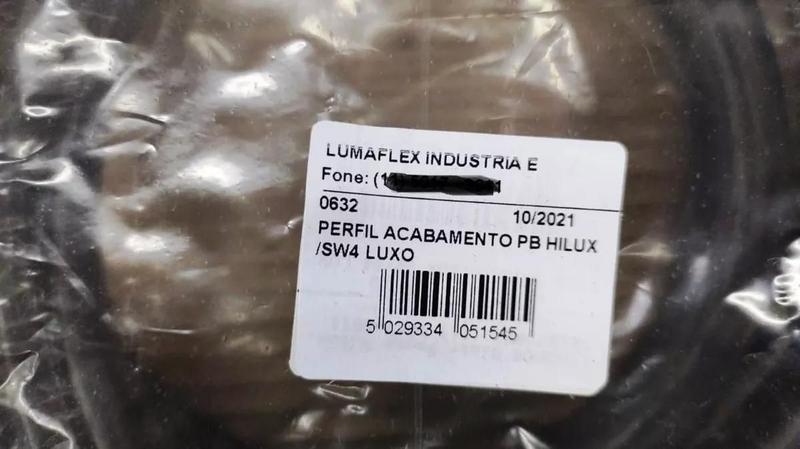 LUMAFLEX INDUSTRIA E
Fone: (1
0632 10/2021
PERFIL ACABAMENTO PB HILUX
/SW4 LUXO
5 029334 051545